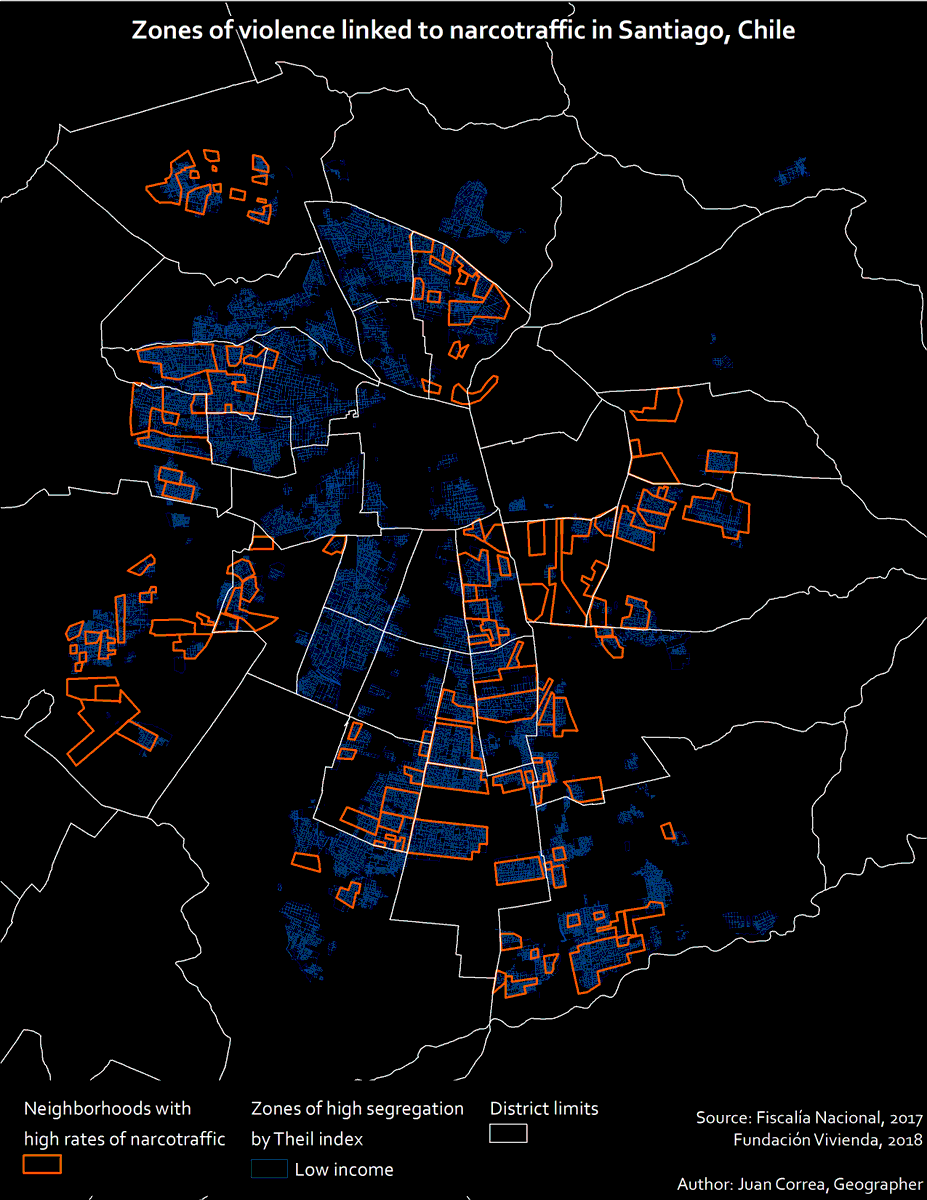 Zones of violence linked to narcotraffic in Santiago, Chile
Neighborhoods with
high rates of narcotraffic
Zones of high segregation
by Theil index
Low income
District limits
Source: Fiscalía Nacional, 2017
Fundación Vivienda, 2018
Author: Juan Correa, Geographer